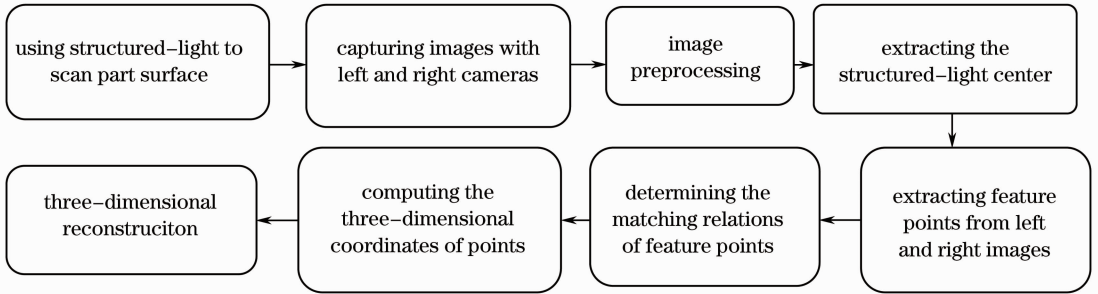 using structured-light to
scan part surface
capturing images with
left and right cameras
image
preprocessing
extracting the
structured-light center
extracting feature
points from left
and right images
determining the
matching relations
of feature points
computing the
three-dimensional
coordinates of points
three-dimensional
reconstruciton